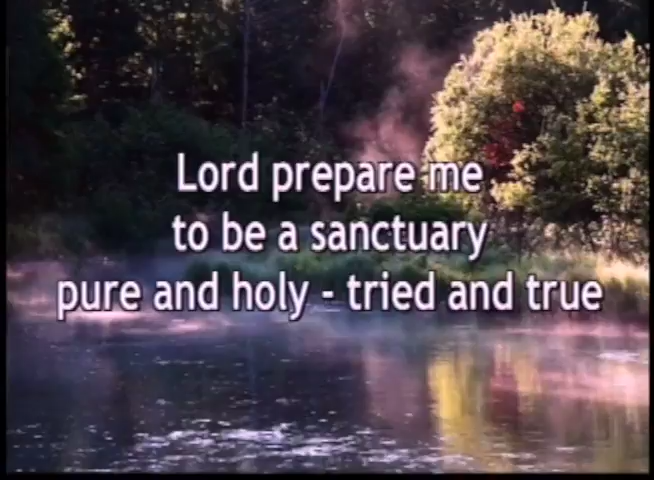 Lord prepare me
to be a sanctuary
pure and holy - tried and true